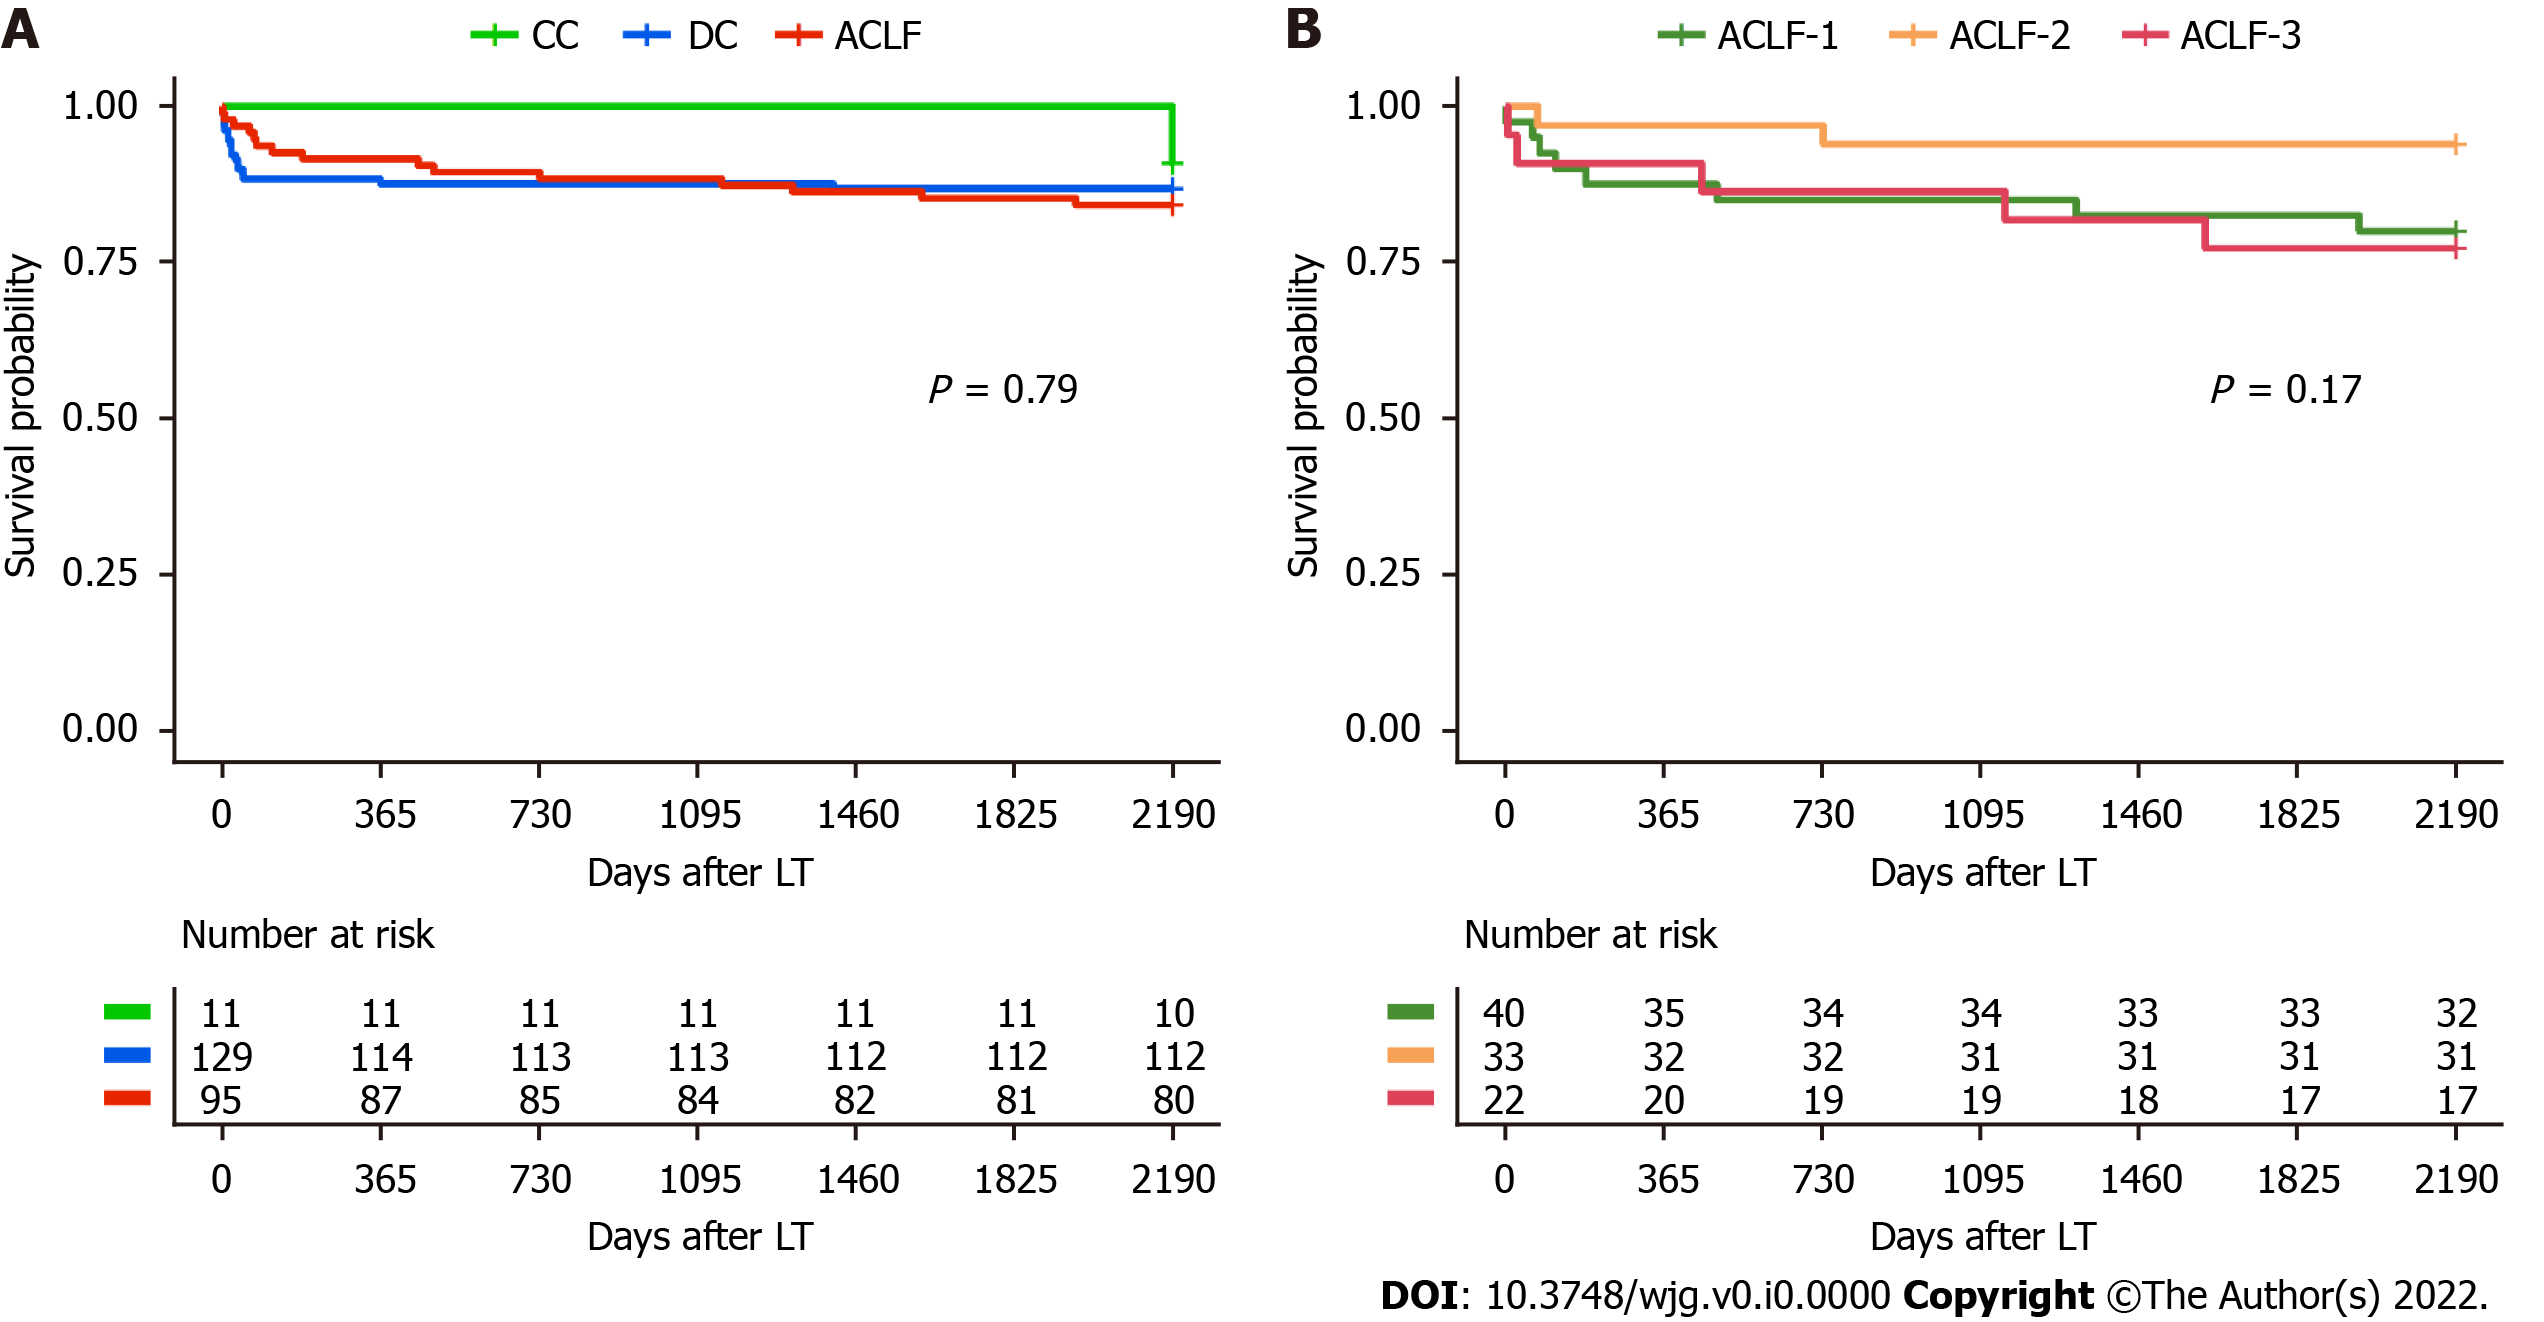 A
CC DC ACLF
1.00
0.75
0.50
0.25
0.00
Survival probability
P = 0.79
0 365 730 1095 1460 1825 2190
Days after LT
Number at risk
11 11 11 11 11 11 10
129 114 113 113 112 112 112
95 87 85 84 82 81 80
0 365 730 1095 1460 1825 2190
Days after LT
B
ACLF-1 ACLF-2 ACLF-3
1.00
0.75
0.50
0.25
0.00
Survival probability
P = 0.17
0 365 730 1095 1460 1825 2190
Days after LT
Number at risk
40 35 34 34 33 33 32
33 32 32 31 31 31 31
22 20 19 19 18 17 17
0 365 730 1095 1460 1825 2190
Days after LT
DOI: 10.3748/wjg.v0.i0.0000 Copyright ©The Author(s) 2022.